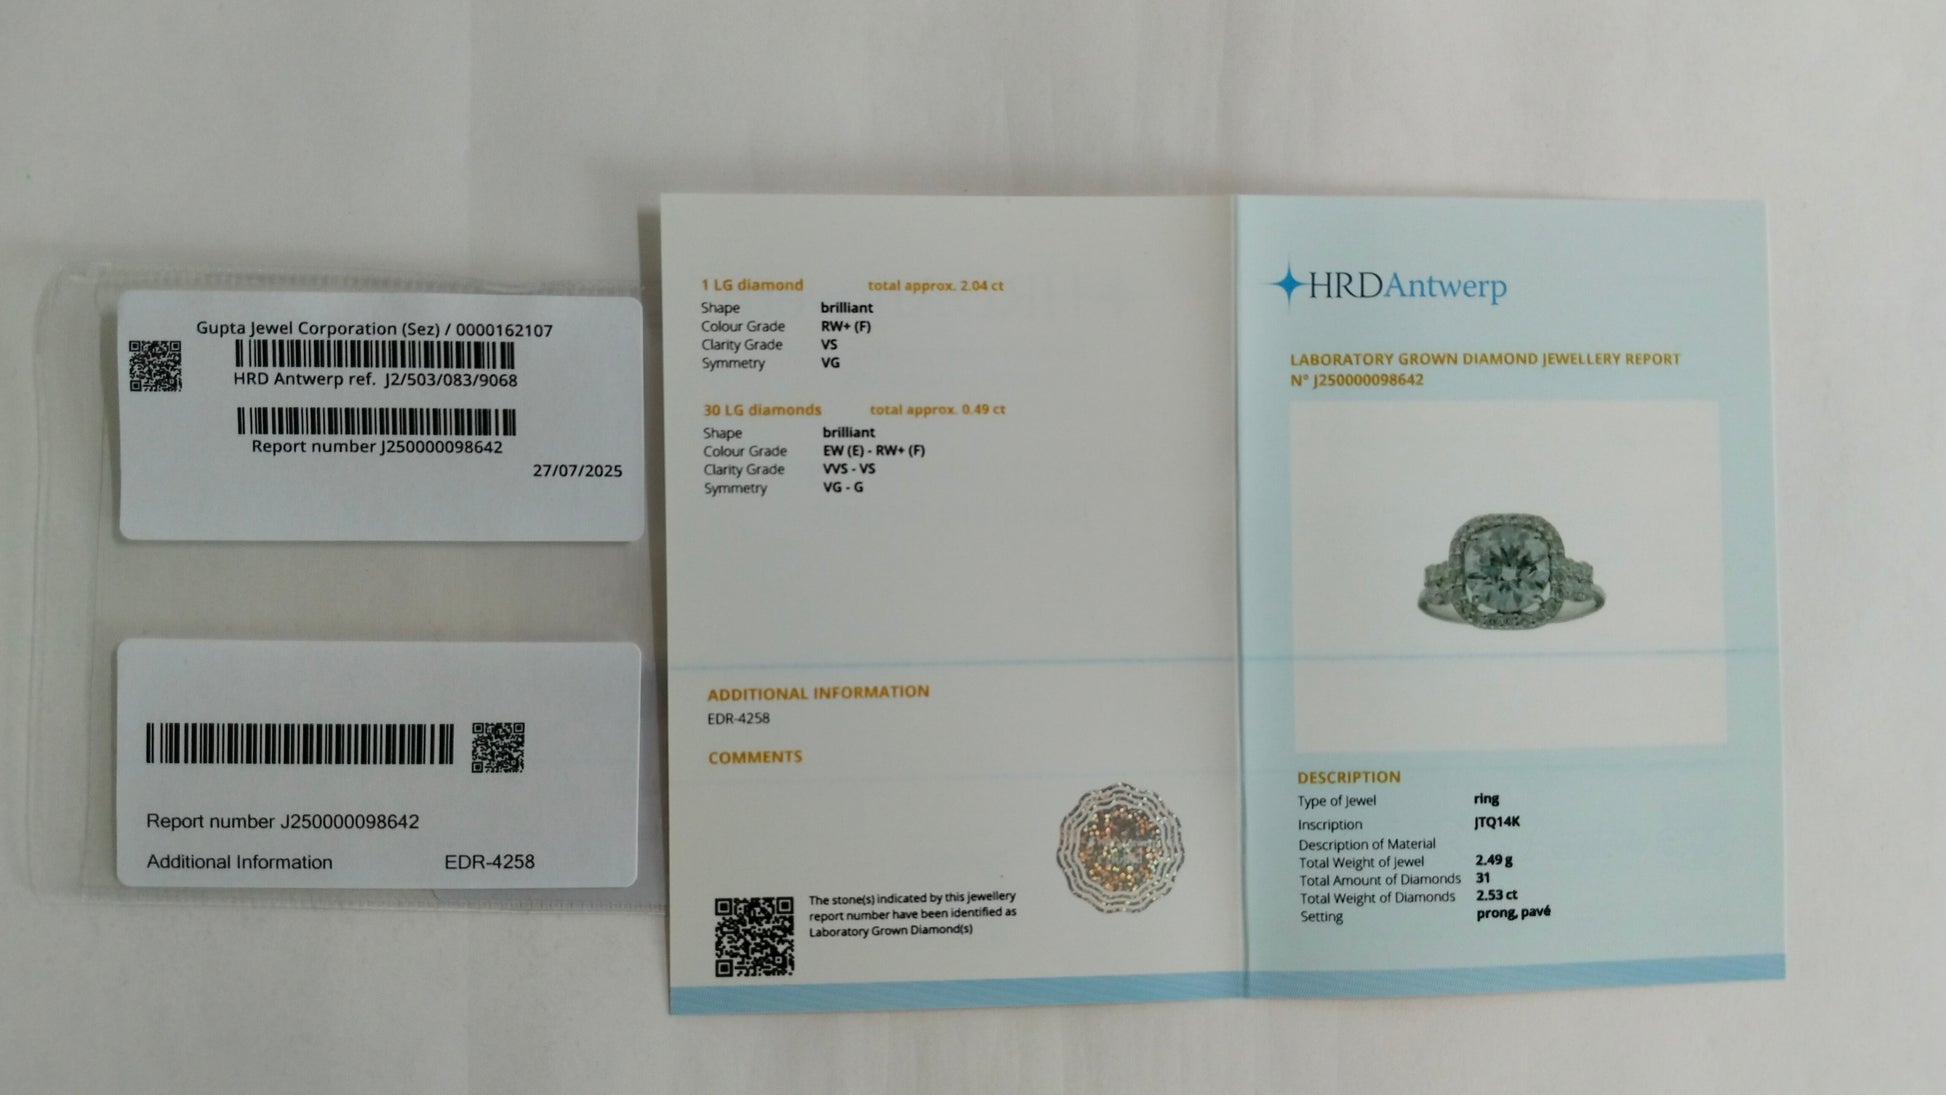 Gupta Jewel Corporation (Sez) / 0000162107
HRD Antwerp ref. J2/503/083/9068
Report number J250000098642
27/07/2025
Report number J250000098642
Additional Information EDR-4258
1 LG diamond total approx. 2.04 ct
Shape brilliant
Colour Grade RW+ (F)
Clarity Grade VS
Symmetry VG
30 LG diamonds total approx. 0.49 ct
Shape brilliant
Colour Grade EW (E) - RW+ (F)
Clarity Grade VVS - VS
Symmetry VG - G
ADDITIONAL INFORMATION
EDR-4258
COMMENTS
The stone(s) indicated by this jewellery
report number have been identified as
Laboratory Grown Diamond(s)
HRDAntwerp
LABORATORY GROWN DIAMOND JEWELLERY REPORT
N° J250000098642
DESCRIPTION
Type of Jewel ring
Inscription JTQ14K
Description of Material
Total Weight of Jewel 2.49 g
Total Amount of Diamonds 31
Total Weight of Diamonds 2.53 ct
Setting prong, pavé